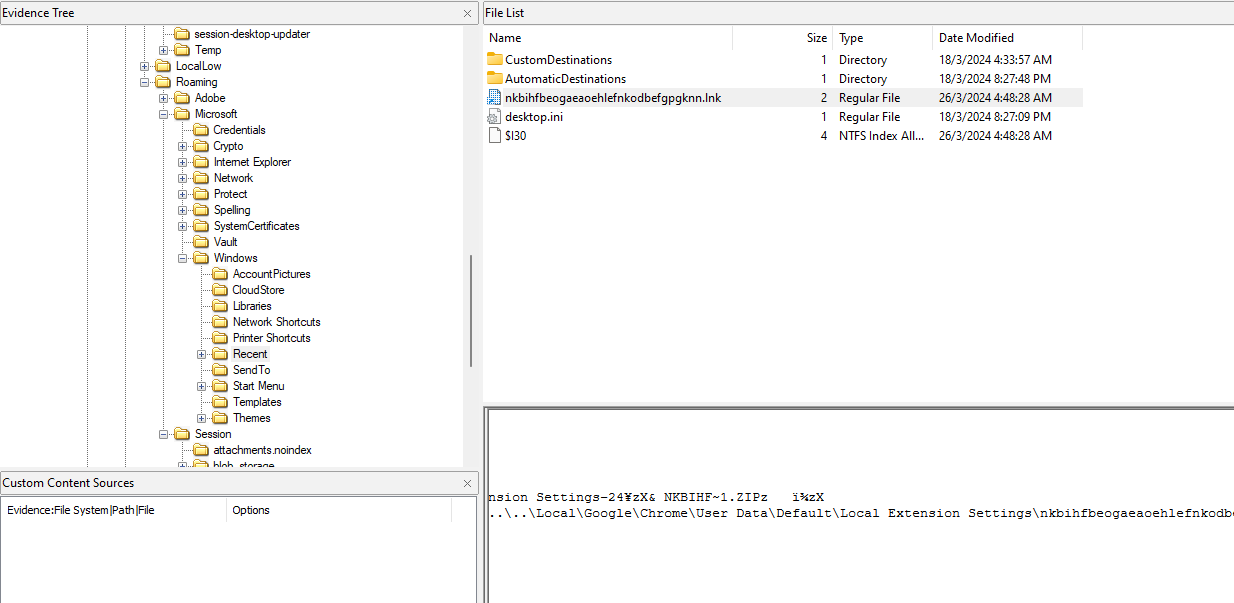 Evidence Tree
session-desktop-updater
Temp
LocalLow
Roaming
Adobe
Microsoft
Credentials
Crypto
Internet Explorer
Network
Protect
Spelling
SystemCertificates
Vault
Windows
AccountPictures
CloudStore
Libraries
Network Shortcuts
Printer Shortcuts
Recent
SendTo
Start Menu
Templates
Themes
Session
attachments.noindex
blob_storage
Custom Content Sources
Evidence:File System|Path|File Options
File List
Name Size Type Date Modified
CustomDestinations 1 Directory 18/3/2024 4:33:57 AM
AutomaticDestinations 1 Directory 18/3/2024 8:27:48 PM
nkbihfbeogaeaoehlefnkodbefgpgknn.lnk 2 Regular File 26/3/2024 4:48:28 AM
desktop.ini 1 Regular File 18/3/2024 8:27:09 PM
$I30 4 NTFS Index All... 26/3/2024 4:48:28 AM
nsion Settings-24¥zX& NKBIHF~1.ZIPz ï¾zX
..\..\Local\Google\Chrome\User Data\Default\Local Extension Settings\nkbihfbeogaeaoehlefnkodb